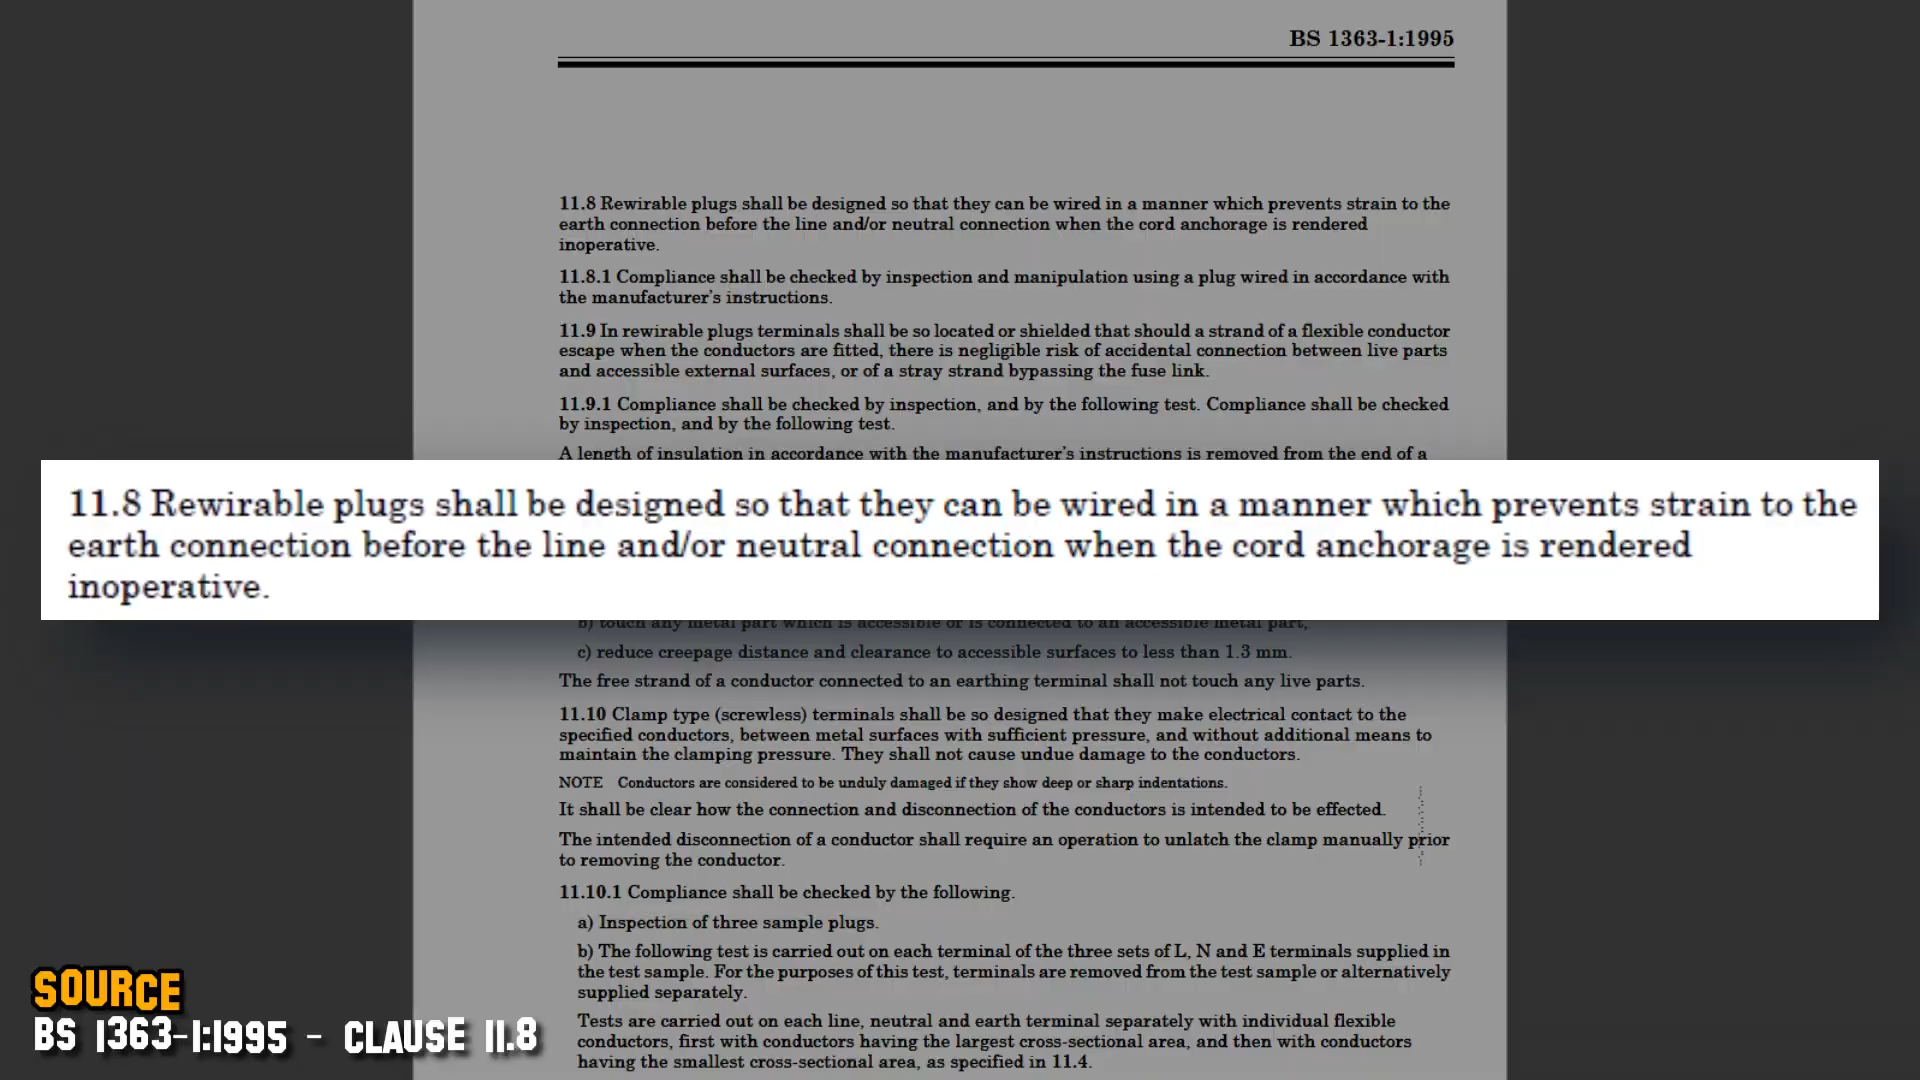 BS 1363-1:1995
11.8 Rewirable plugs shall be designed so that they can be wired in a manner which prevents strain to the
earth connection before the line and/or neutral connection when the cord anchorage is rendered
inoperative.
11.8.1 Compliance shall be checked by inspection and manipulation using a plug wired in accordance with
the manufacturer's instructions.
11.9 In rewirable plugs terminals shall be so located or shielded that should a strand of a flexible conductor
escape when the conductors are fitted, there is negligible risk of accidental connection between live parts
and accessible external surfaces, or of a stray strand bypassing the fuse link.
11.9.1 Compliance shall be checked by inspection, and by the following test. Compliance shall be checked
by inspection, and by the following test.
A length of insulation in accordance with the manufacturer's instructions is removed from the end of a
11.8 Rewirable plugs shall be designed so that they can be wired in a manner which prevents strain to the
earth connection before the line and/or neutral connection when the cord anchorage is rendered
inoperative.
b) touch any metal part which is accessible or is connected to an accessible metal part;
c) reduce creepage distance and clearance to accessible surfaces to less than 1.3 mm.
The free strand of a conductor connected to an earthing terminal shall not touch any live parts.
11.10 Clamp type (screwless) terminals shall be so designed that they make electrical contact to the
specified conductors, between metal surfaces with sufficient pressure, and without additional means to
maintain the clamping pressure. They shall not cause undue damage to the conductors.
NOTE Conductors are considered to be unduly damaged if they show deep or sharp indentations.
It shall be clear how the connection and disconnection of the conductors is intended to be effected.
The intended disconnection of a conductor shall require an operation to unlatch the clamp manually prior
to removing the conductor.
11.10.1 Compliance shall be checked by the following.
a) Inspection of three sample plugs.
b) The following test is carried out on each terminal of the three sets of L, N and E terminals supplied in
the test sample. For the purposes of this test, terminals are removed from the test sample or alternatively
supplied separately.
Tests are carried out on each line, neutral and earth terminal separately with individual flexible
conductors, first with conductors having the largest cross-sectional area, and then with conductors
having the smallest cross-sectional area, as specified in 11.4.
SOURCE
BS 1363-1:1995 - CLAUSE 11.8